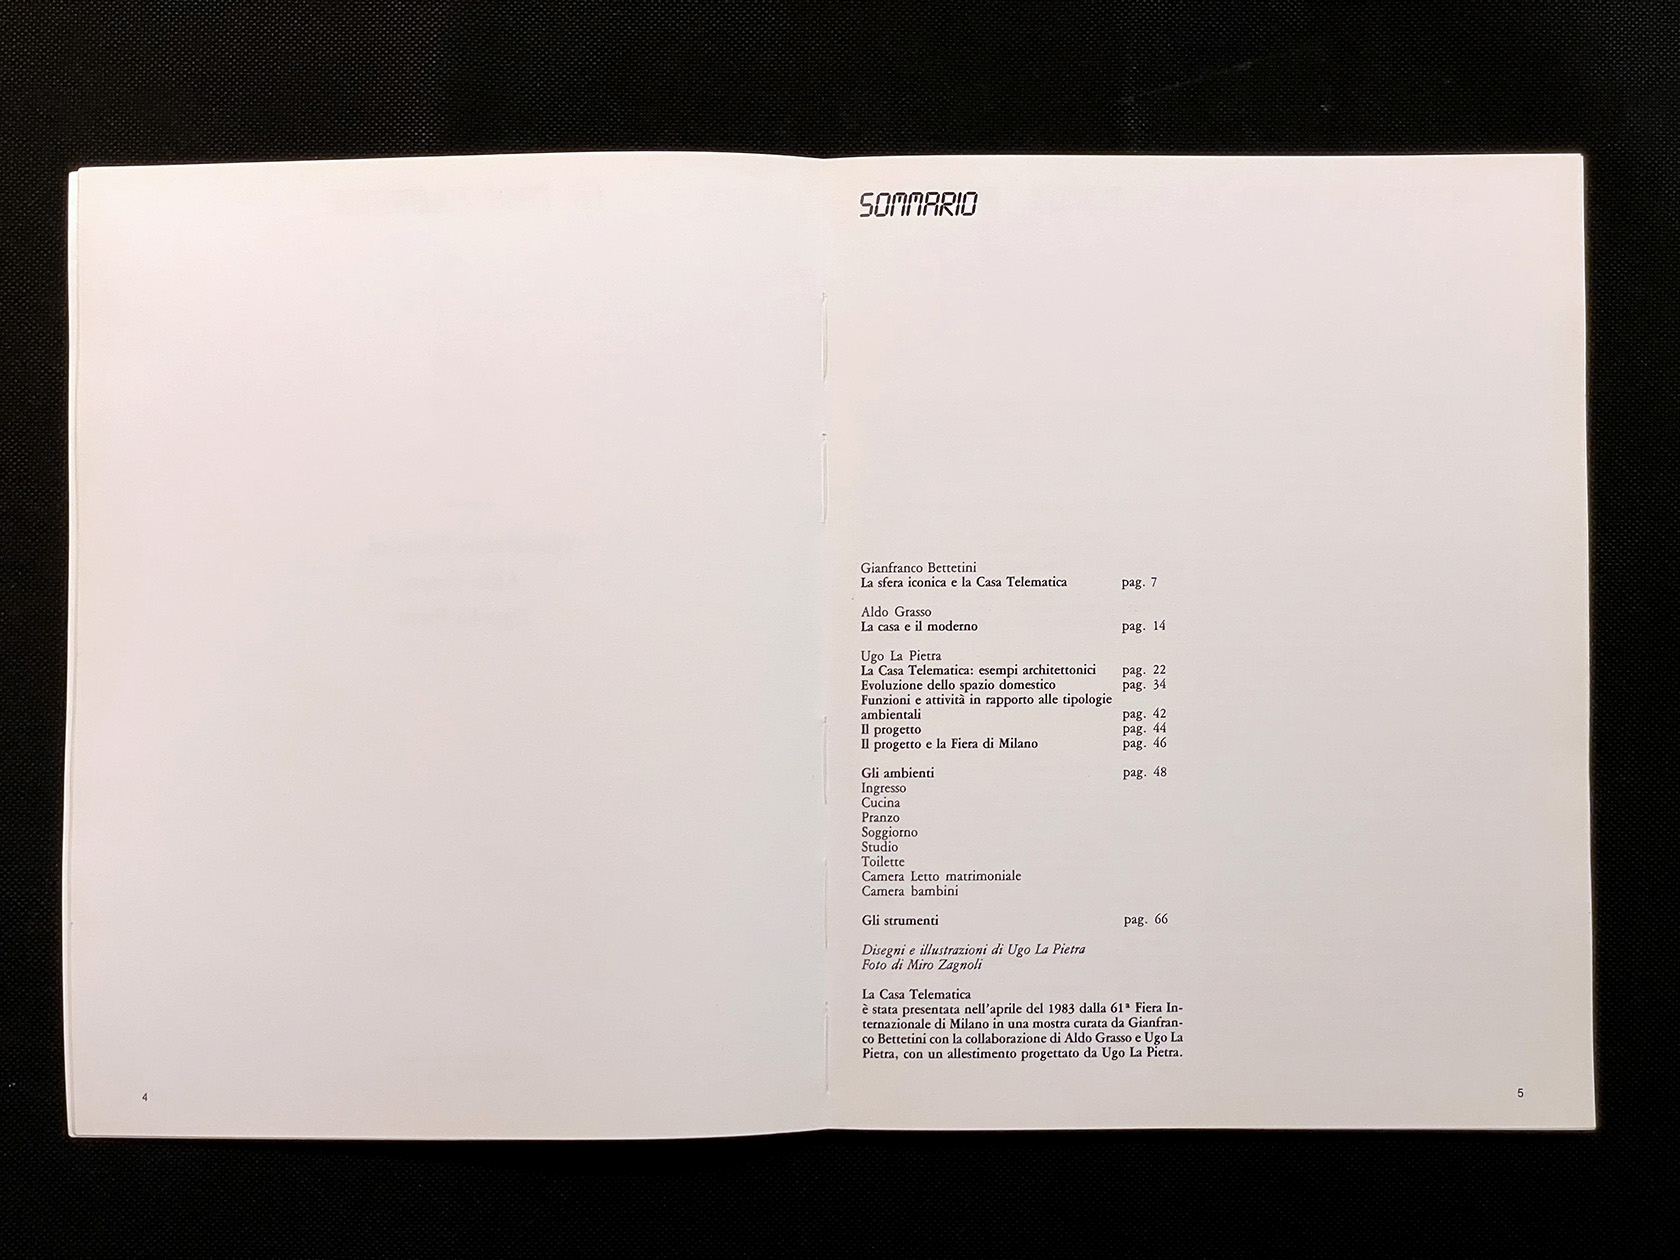 SOMMARIO
Gianfranco Bettetini
La sfera iconica e la Casa Telematica pag. 7
Aldo Grasso
La casa e il moderno pag. 14
Ugo La Pietra
La Casa Telematica: esempi architettonici pag. 22
Evoluzione dello spazio domestico pag. 34
Funzioni e attività in rapporto alle tipologie
ambientali pag. 42
Il progetto pag. 44
Il progetto e la Fiera di Milano pag. 46
Gli ambienti pag. 48
Ingresso
Cucina
Pranzo
Soggiorno
Studio
Toilette
Camera Letto matrimoniale
Camera bambini
Gli strumenti pag. 66
Disegni e illustrazioni di Ugo La Pietra
Foto di Miro Zagnoli
La Casa Telematica
è stata presentata nell'aprile del 1983 dalla 61ª Fiera In-
ternazionale di Milano in una mostra curata da Gianfran-
co Bettetini con la collaborazione di Aldo Grasso e Ugo La
Pietra, con un allestimento progettato da Ugo La Pietra.
4
5